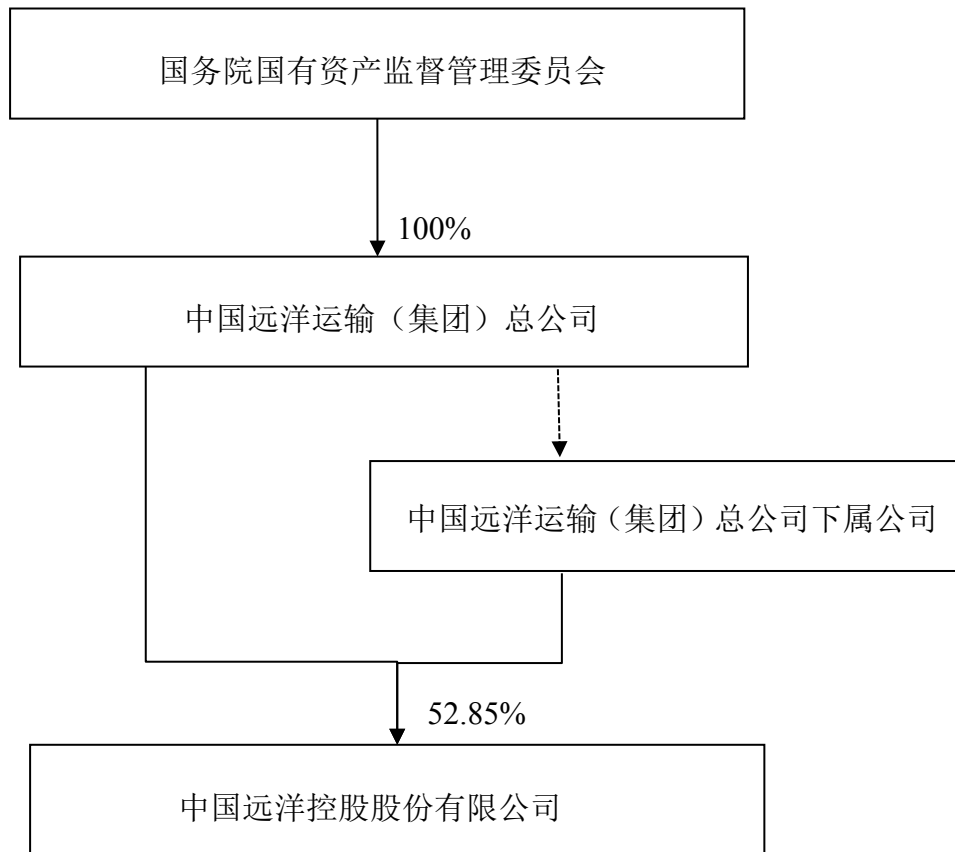 国务院国有资产监督管理委员会
100%
中国远洋运输（集团）总公司
中国远洋运输（集团）总公司下属公司
52.85%
中国远洋控股股份有限公司